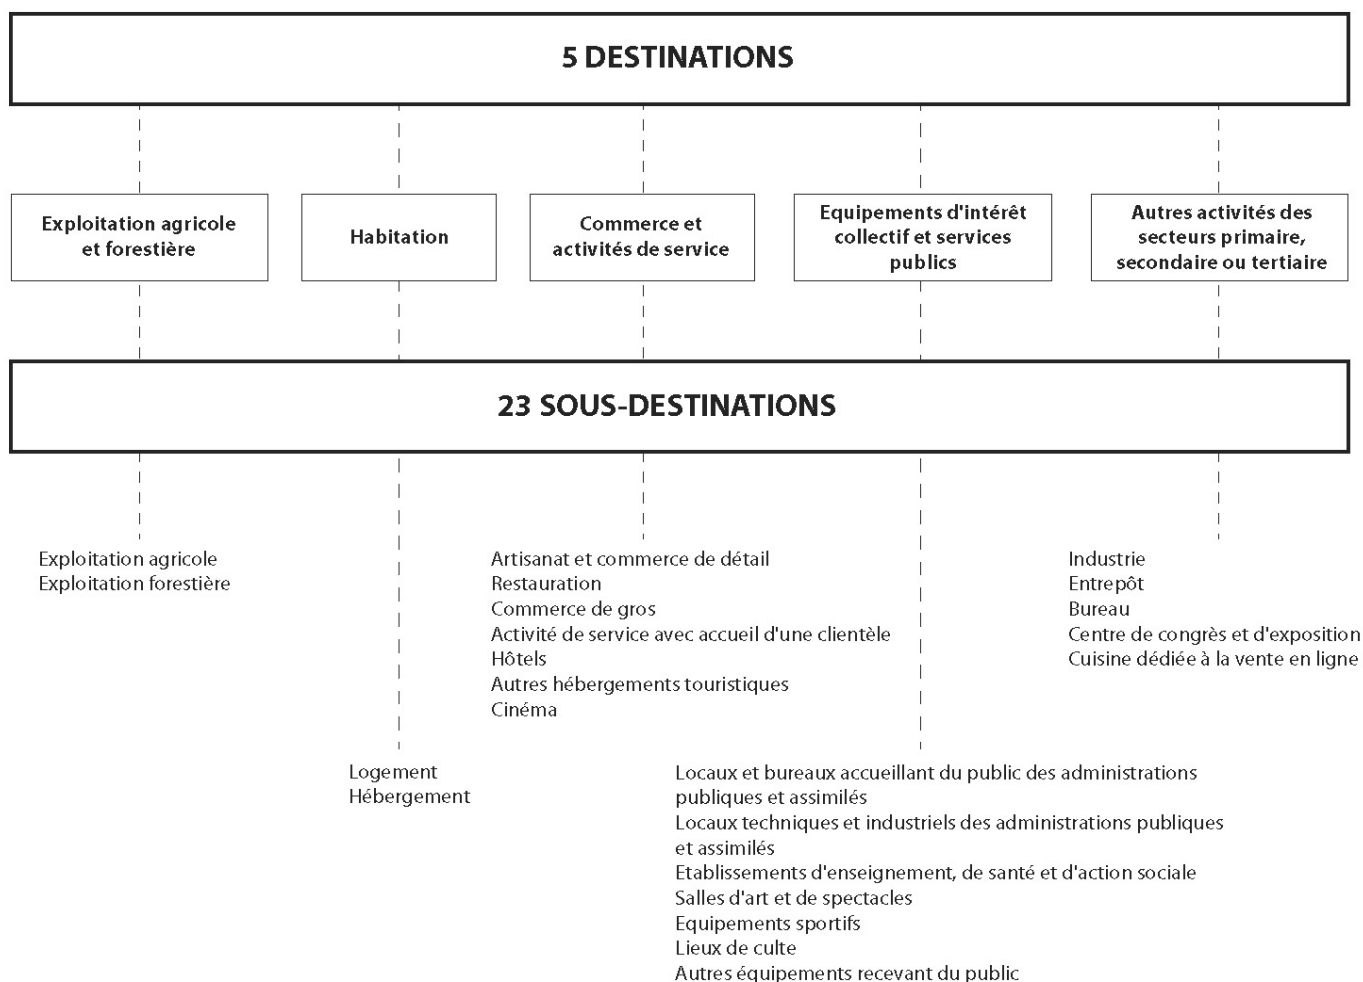 5 DESTINATIONS
Exploitation agricole
et forestière
Habitation
Commerce et
activités de service
Equipements d'intérêt
collectif et services
publics
Autres activités des
secteurs primaire,
secondaire ou tertiaire
23 SOUS-DESTINATIONS
Exploitation agricole
Exploitation forestière
Artisanat et commerce de détail
Restauration
Commerce de gros
Activité de service avec accueil d'une clientèle
Hôtels
Autres hébergements touristiques
Cinéma
Industrie
Entrepôt
Bureau
Centre de congrès et d'exposition
Cuisine dédiée à la vente en ligne
Logement
Hébergement
Locaux et bureaux accueillant du public des administrations
publiques et assimilés
Locaux techniques et industriels des administrations publiques
et assimilés
Etablissements d'enseignement, de santé et d'action sociale
Salles d'art et de spectacles
Equipements sportifs
Lieux de culte
Autres équipements recevant du public